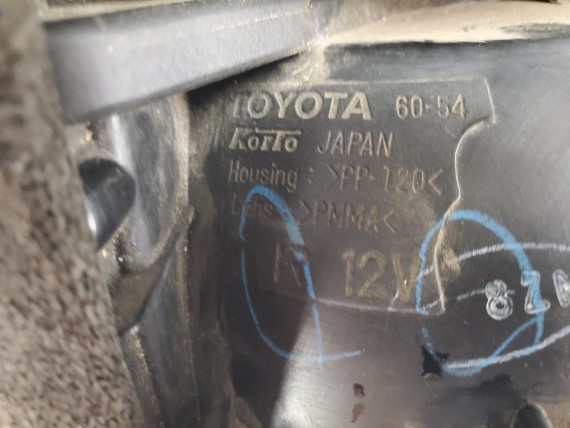 TOYOTA 60-54
KOITO JAPAN
Housing : >PP-T20<
Lens : >PMMA<
R 12V